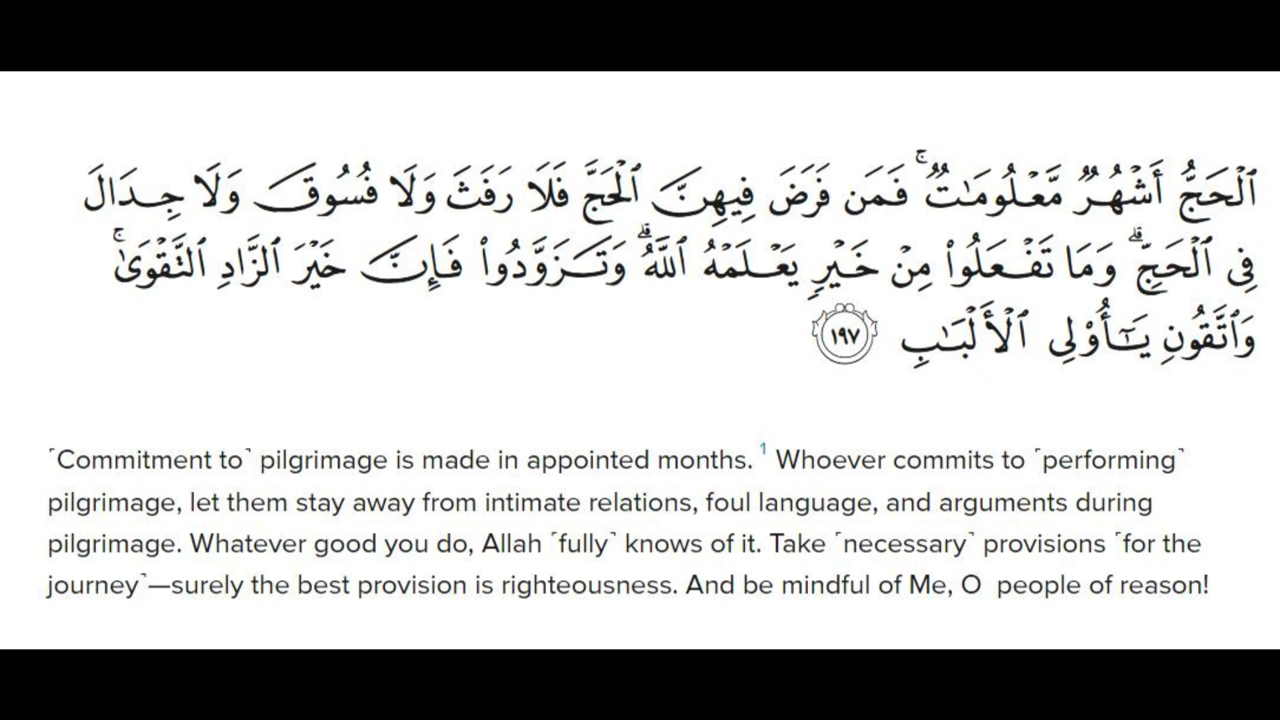 ٱلۡحَجُّ أَشۡهُرٞ مَّعۡلُومَٰتٞۚ فَمَن فَرَضَ فِيهِنَّ ٱلۡحَجَّ فَلَا رَفَثَ وَلَا فُسُوقَ وَلَا جِدَالَ
فِي ٱلۡحَجِّۗ وَمَا تَفۡعَلُواْ مِنۡ خَيۡرٖ يَعۡلَمۡهُ ٱللَّهُۗ وَتَزَوَّدُواْ فَإِنَّ خَيۡرَ ٱلزَّادِ ٱلتَّقۡوَىٰۚ
وَٱتَّقُونِ يَٰٓأُوْلِي ٱلۡأَلۡبَٰبِ ١٩٧
˹Commitment to˺ pilgrimage is made in appointed months. 1 Whoever commits to ˹performing˺
pilgrimage, let them stay away from intimate relations, foul language, and arguments during
pilgrimage. Whatever good you do, Allah ˹fully˺ knows of it. Take ˹necessary˺ provisions ˹for the
journey˺—surely the best provision is righteousness. And be mindful of Me, O people of reason!